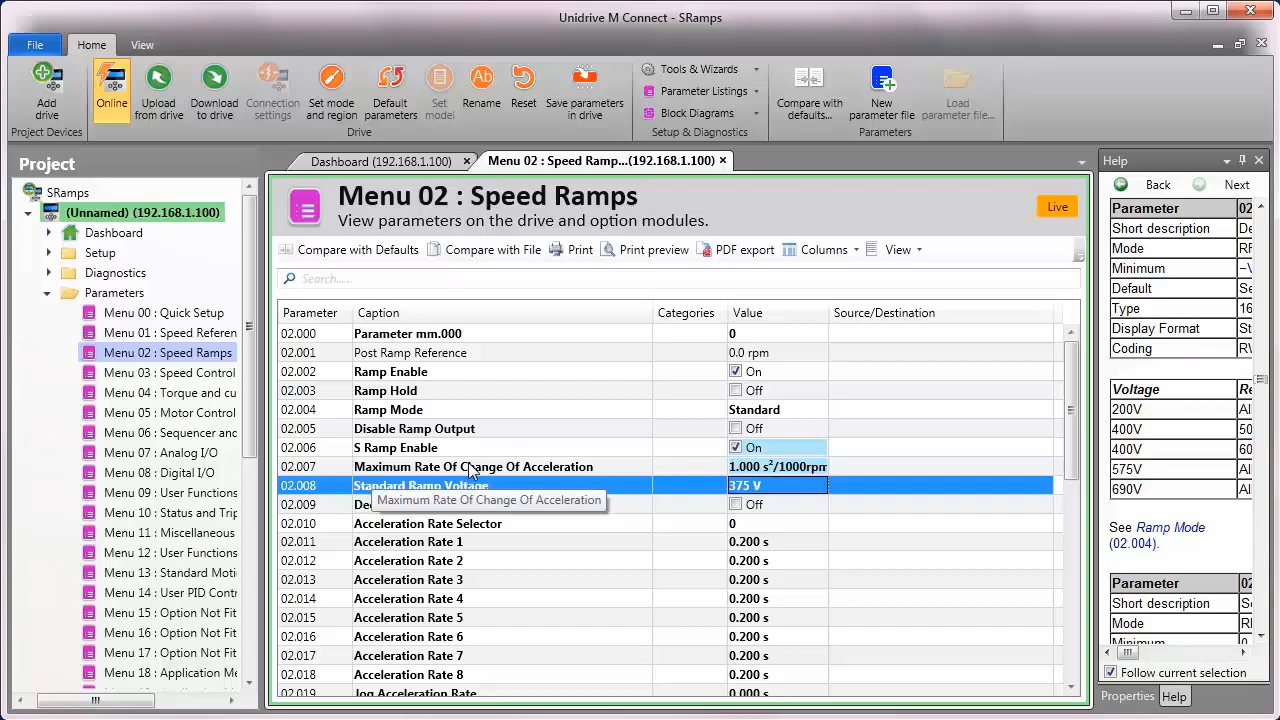 Unidrive M Connect - SRamps
File Home View
Add drive
Online
Upload from drive
Download to drive
Connection settings
Set mode and region
Default parameters
Set model
Rename
Reset
Save parameters in drive
Tools & Wizards
Parameter Listings
Block Diagrams
Compare with defaults...
New parameter file
Load parameter file...
Project Devices
Drive
Setup & Diagnostics
Parameters
Project
SRamps
(Unnamed) (192.168.1.100)
Dashboard
Setup
Diagnostics
Parameters
Menu 00 : Quick Setup
Menu 01 : Speed Referen
Menu 02 : Speed Ramps
Menu 03 : Speed Control
Menu 04 : Torque and cu
Menu 05 : Motor Control
Menu 06 : Sequencer and
Menu 07 : Analog I/O
Menu 08 : Digital I/O
Menu 09 : User Functions
Menu 10 : Status and Trip
Menu 11 : Miscellaneous
Menu 12 : User Functions
Menu 13 : Standard Moti
Menu 14 : User PID Contr
Menu 15 : Option Not Fit
Menu 16 : Option Not Fit
Menu 17 : Option Not Fit
Menu 18 : Application Me
Dashboard (192.168.1.100)
Menu 02 : Speed Ramp...(192.168.1.100)
Menu 02 : Speed Ramps
View parameters on the drive and option modules.
Live
Compare with Defaults Compare with File Print Print preview PDF export Columns View
Search...
Parameter Caption Categories Value Source/Destination
02.000 Parameter mm.000 0
02.001 Post Ramp Reference 0.0 rpm
02.002 Ramp Enable On
02.003 Ramp Hold Off
02.004 Ramp Mode Standard
02.005 Disable Ramp Output Off
02.006 S Ramp Enable On
02.007 Maximum Rate Of Change Of Acceleration 1.000 s²/1000rpm
02.008 Standard Ramp Voltage 375 V
Maximum Rate Of Change Of Acceleration
02.009 De Off
02.010 Acceleration Rate Selector 0
02.011 Acceleration Rate 1 0.200 s
02.012 Acceleration Rate 2 0.200 s
02.013 Acceleration Rate 3 0.200 s
02.014 Acceleration Rate 4 0.200 s
02.015 Acceleration Rate 5 0.200 s
02.016 Acceleration Rate 6 0.200 s
02.017 Acceleration Rate 7 0.200 s
02.018 Acceleration Rate 8 0.200 s
02.019 Jog Acceleration Rate 0.000 s
Help
Back Next
Parameter 02
Short description De
Mode RF
Minimum −V
Default Se
Type 16
Display Format St
Coding RW
Voltage Re
200V All
400V 50
400V 60
575V All
690V All
See Ramp Mode
(02.004).
Parameter 02
Short description Se
Mode RF
Minimum 0
Follow current selection
Properties Help